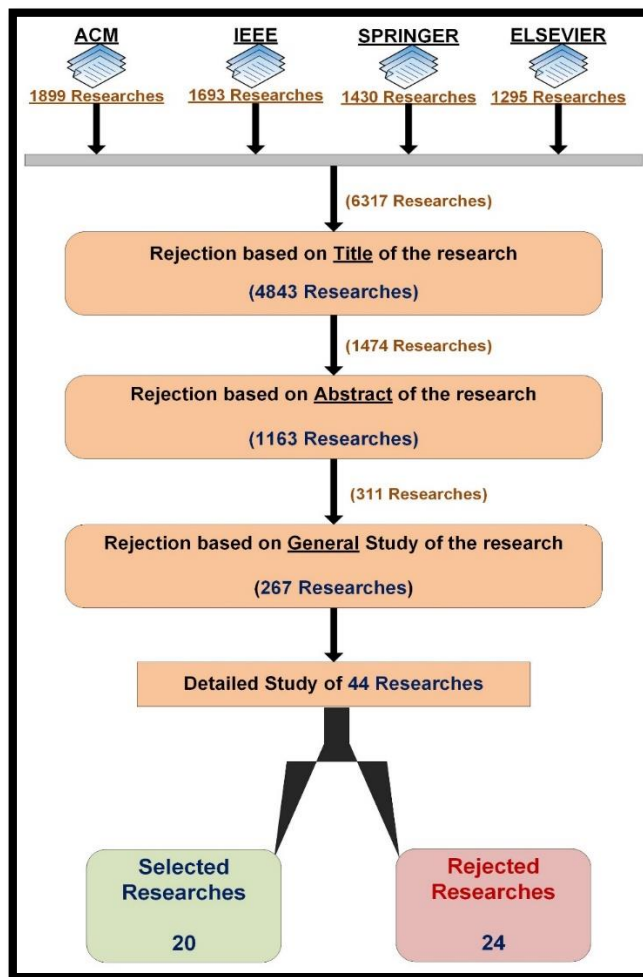 ACM IEEE SPRINGER ELSEVIER
1899 Researches 1693 Researches 1430 Researches 1295 Researches
(6317 Researches)
Rejection based on Title of the research
(4843 Researches)
(1474 Researches)
Rejection based on Abstract of the research
(1163 Researches)
(311 Researches)
Rejection based on General Study of the research
(267 Researches)
Detailed Study of 44 Researches
Selected Rejected
Researches Researches
20 24